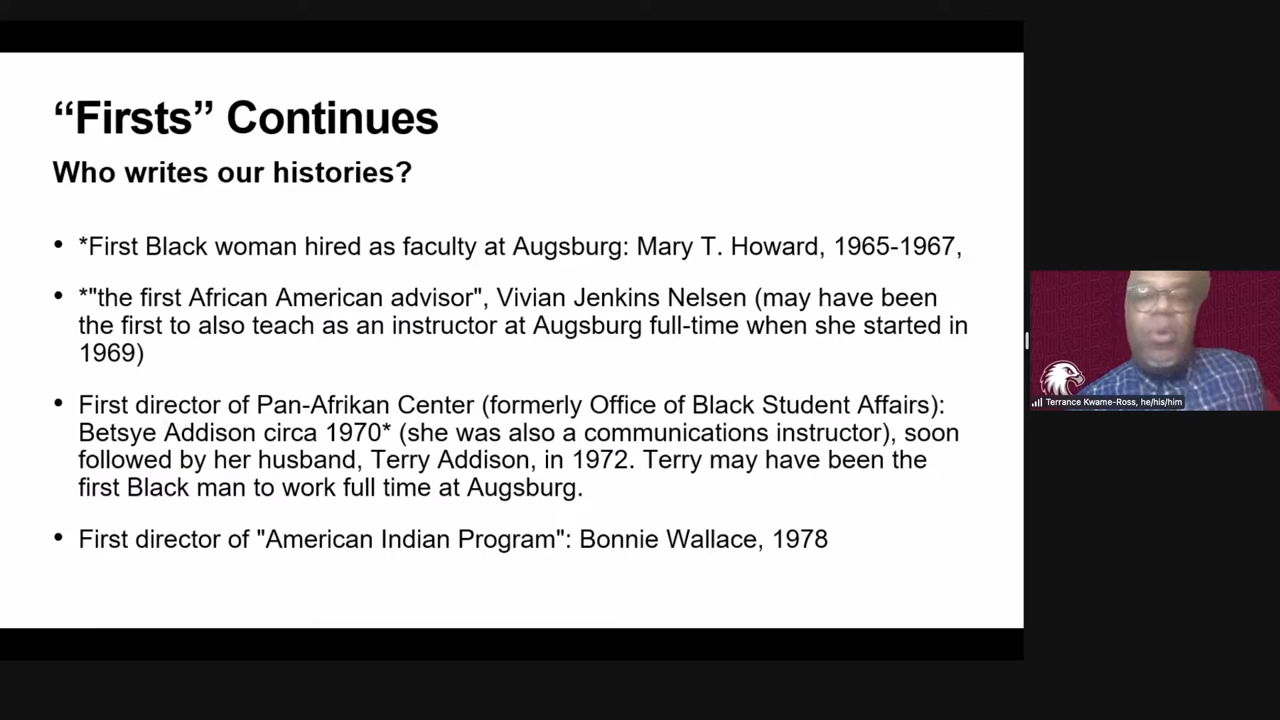 “Firsts” Continues
Who writes our histories?
• *First Black woman hired as faculty at Augsburg: Mary T. Howard, 1965-1967,
• *"the first African American advisor", Vivian Jenkins Nelsen (may have been
the first to also teach as an instructor at Augsburg full-time when she started in
1969)
• First director of Pan-Afrikan Center (formerly Office of Black Student Affairs):
Betsye Addison circa 1970* (she was also a communications instructor), soon
followed by her husband, Terry Addison, in 1972. Terry may have been the
first Black man to work full time at Augsburg.
• First director of "American Indian Program": Bonnie Wallace, 1978
Terrance Kwame-Ross, he/his/him